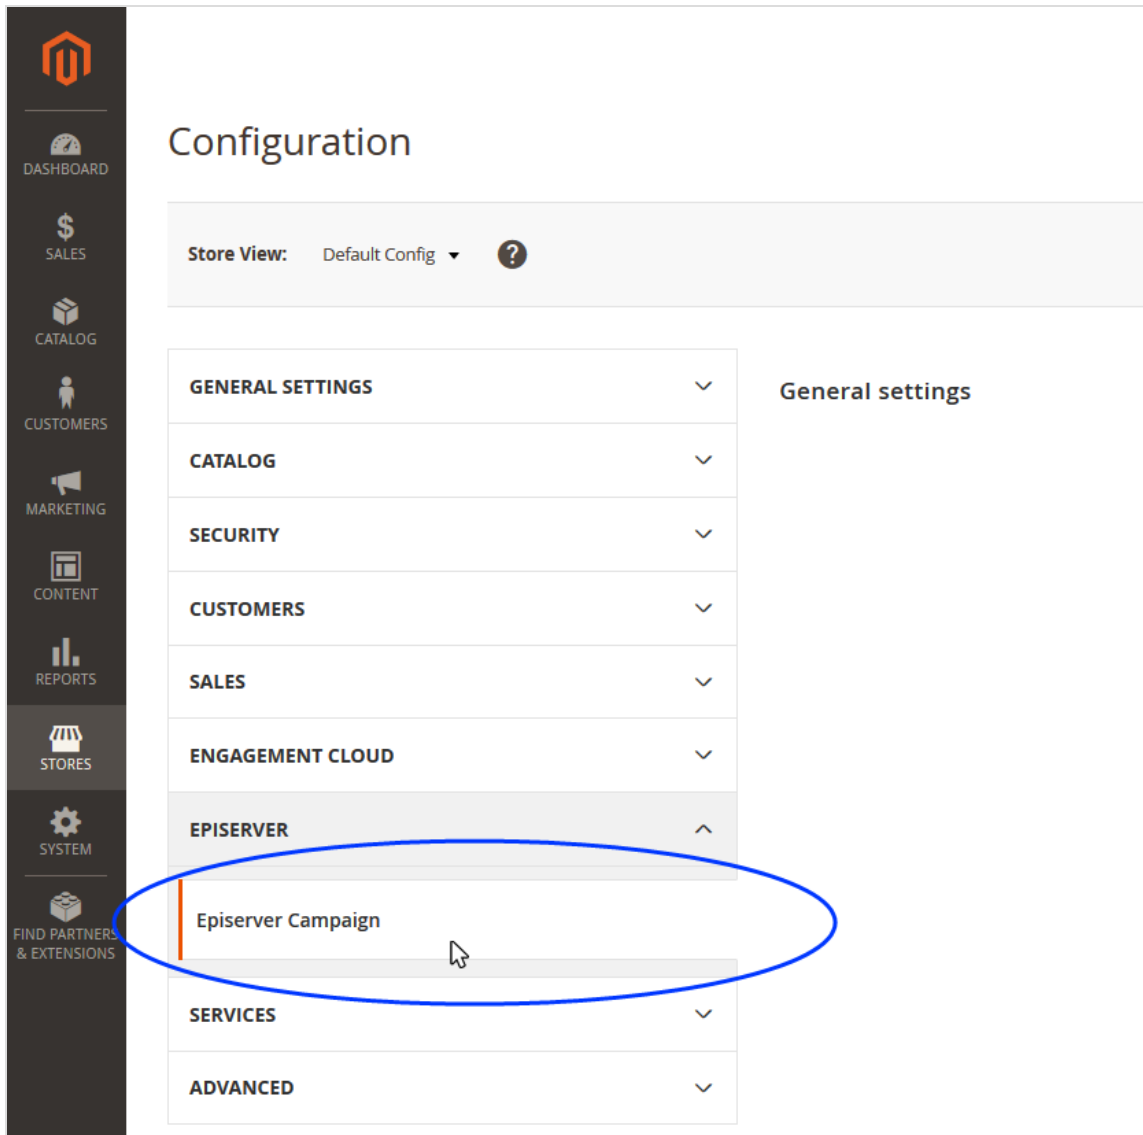 DASHBOARD
SALES
CATALOG
CUSTOMERS
MARKETING
CONTENT
REPORTS
STORES
SYSTEM
FIND PARTNERS
& EXTENSIONS
Configuration
Store View: Default Config ?
GENERAL SETTINGS
CATALOG
SECURITY
CUSTOMERS
SALES
ENGAGEMENT CLOUD
EPISERVER
Episerver Campaign
SERVICES
ADVANCED
General settings